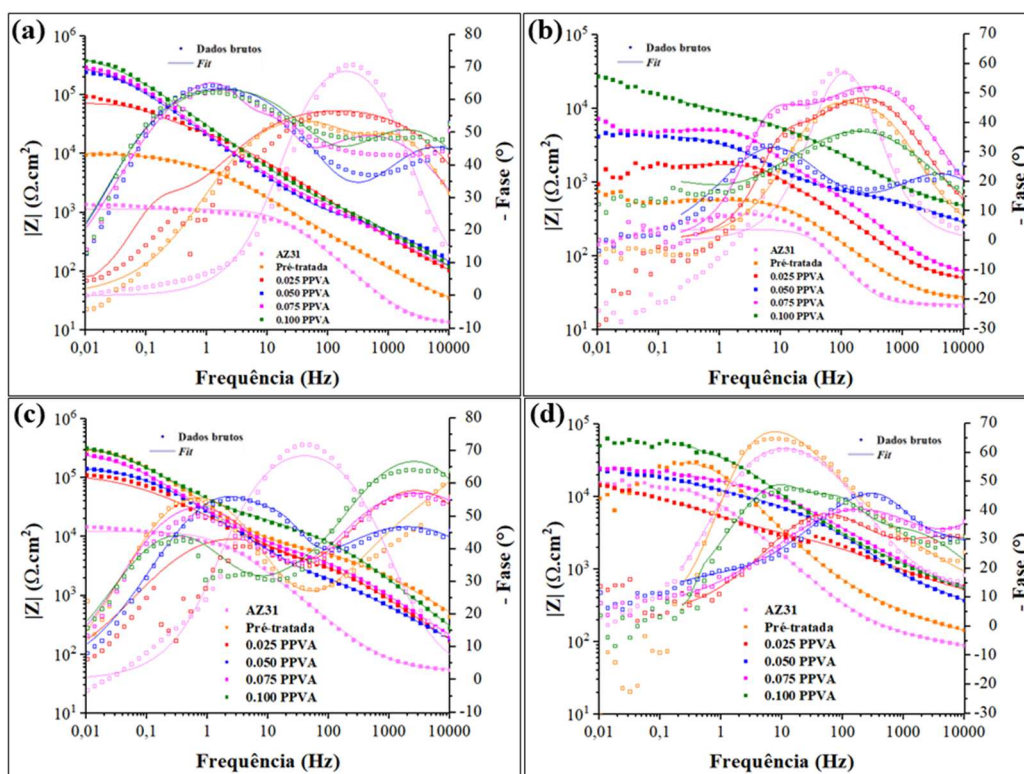 (a)
10⁶
10⁵
10⁴
10³
10²
10¹
|Z| (Ω.cm²)
80
70
60
50
40
30
20
10
0
-10
- Fase (°)
Dados brutos
Fit
AZ31
Pré-tratada
0.025 PPVA
0.050 PPVA
0.075 PPVA
0.100 PPVA
0,01 0,1 1 10 100 1000 10000
Frequência (Hz)
(b)
10⁵
10⁴
10³
10²
10¹
|Z| (Ω.cm²)
70
60
50
40
30
20
10
0
-10
-20
-30
- Fase (°)
Dados brutos
Fit
AZ31
Pré-tratada
0.025 PPVA
0.050 PPVA
0.075 PPVA
0.100 PPVA
0,01 0,1 1 10 100 1000 10000
Frequência (Hz)
(c)
10⁶
10⁵
10⁴
10³
10²
10¹
|Z| (Ω.cm²)
80
70
60
50
40
30
20
10
0
-10
- Fase (°)
Dados brutos
Fit
AZ31
Pré-tratada
0.025 PPVA
0.050 PPVA
0.075 PPVA
0.100 PPVA
0,01 0,1 1 10 100 1000 10000
Frequência (Hz)
(d)
10⁵
10⁴
10³
10²
10¹
|Z| (Ω.cm²)
70
60
50
40
30
20
10
0
-10
-20
-30
- Fase (°)
Dados brutos
Fit
AZ31
Pré-tratada
0.025 PPVA
0.050 PPVA
0.075 PPVA
0.100 PPVA
0,01 0,1 1 10 100 1000 10000
Frequência (Hz)